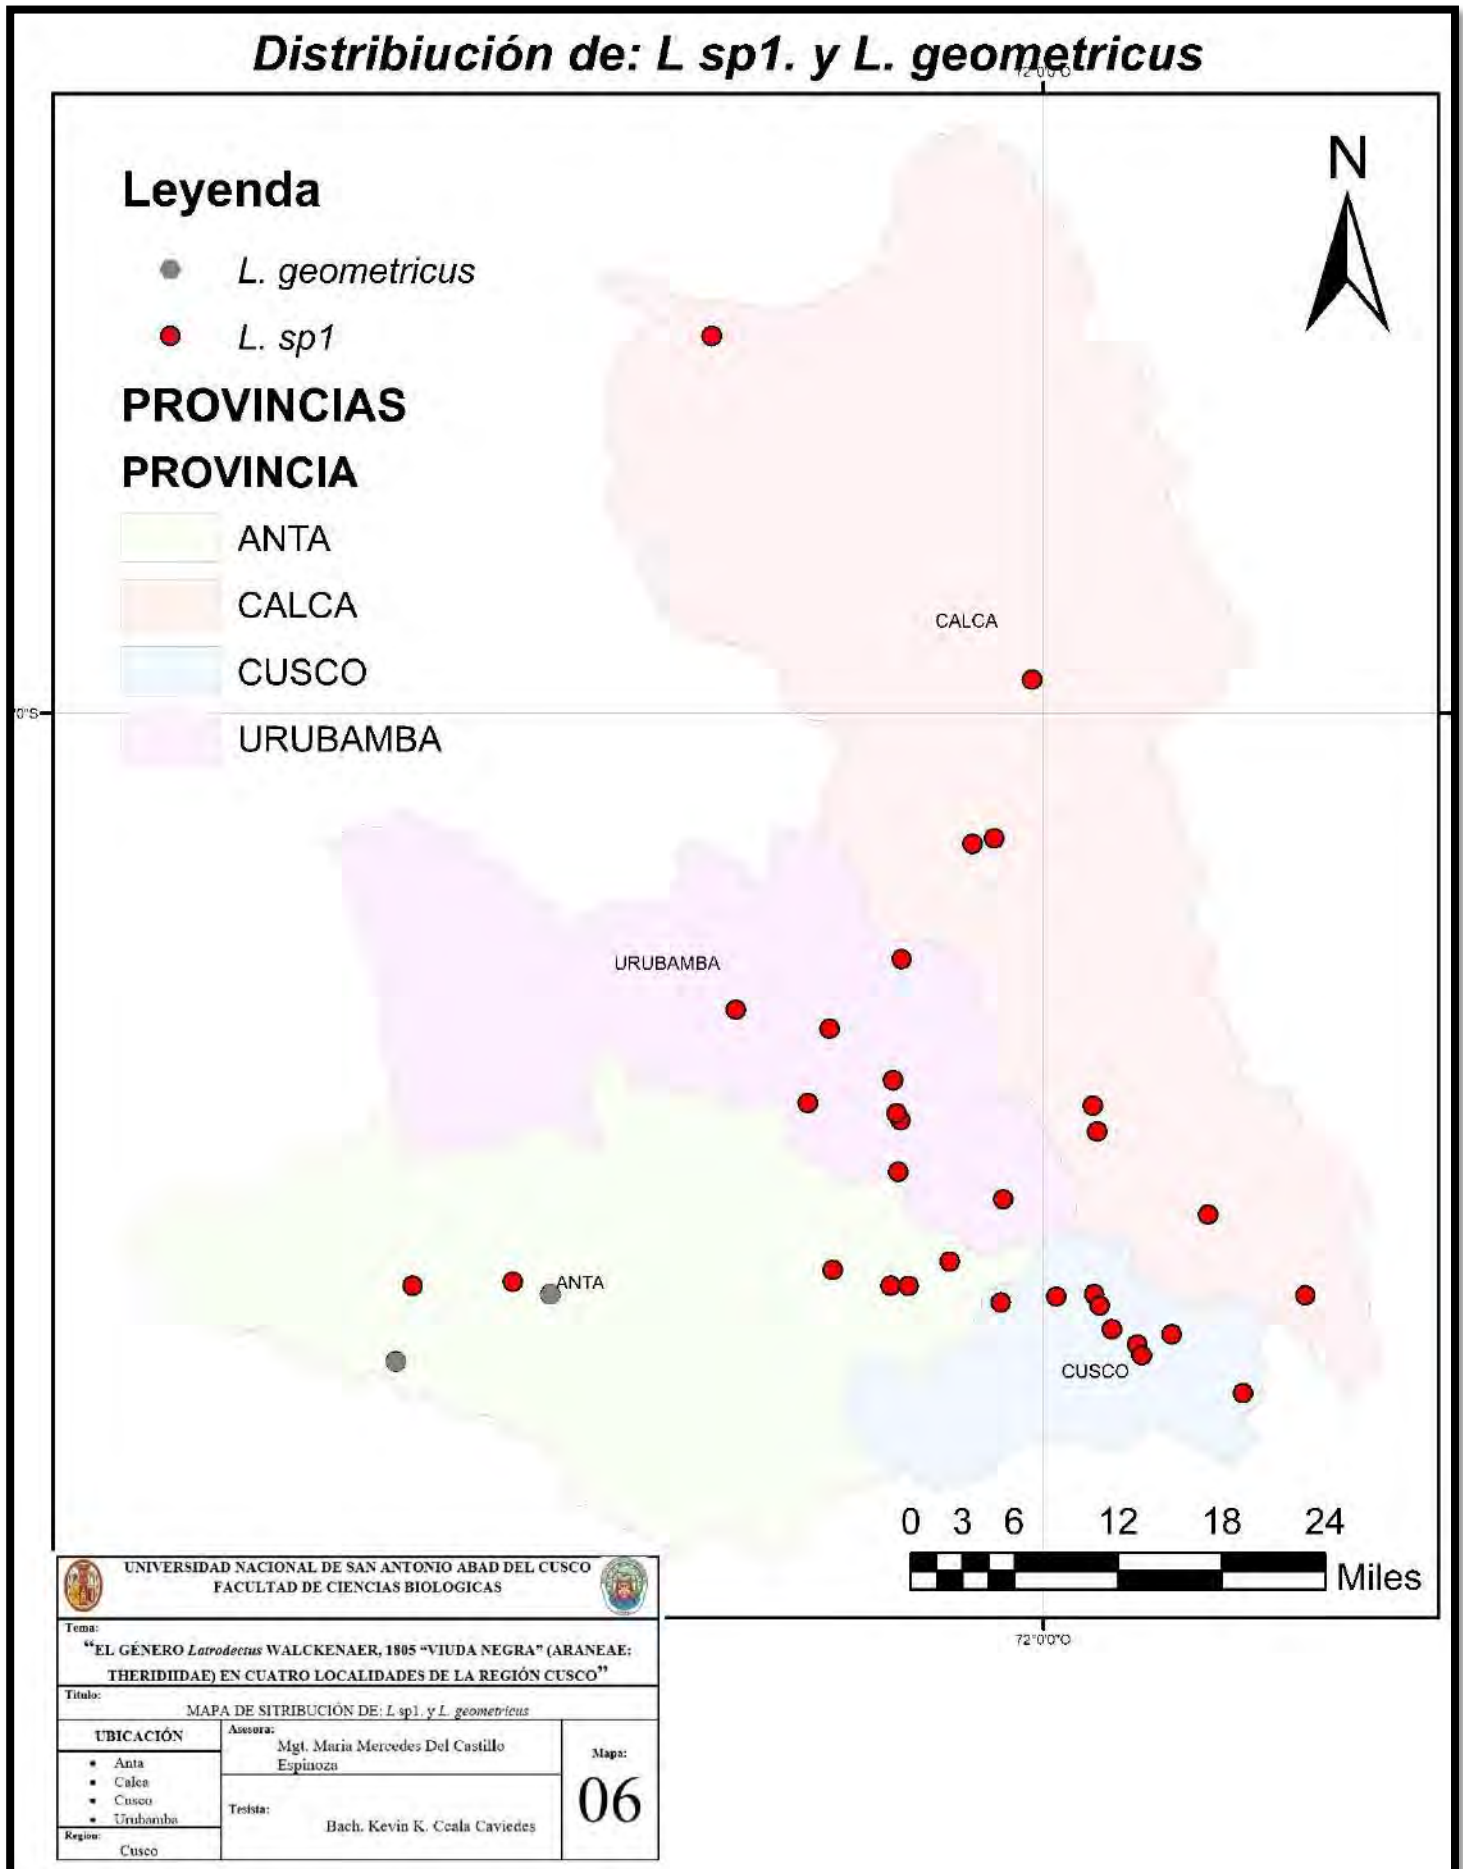 Distribiución de: L sp1. y L. geometricus
72°0'0"O
N
Leyenda
L. geometricus
L. sp1
PROVINCIAS
PROVINCIA
ANTA
CALCA
CUSCO
URUBAMBA
CALCA
0"S
URUBAMBA
ANTA
CUSCO
0 3 6 12 18 24
Miles
72°0'0"O
UNIVERSIDAD NACIONAL DE SAN ANTONIO ABAD DEL CUSCO
FACULTAD DE CIENCIAS BIOLOGICAS
Tema:
“EL GÉNERO Latrodectus WALCKENAER, 1805 “VIUDA NEGRA” (ARANEAE:
THERIDIIDAE) EN CUATRO LOCALIDADES DE LA REGIÓN CUSCO”
Titulo:
MAPA DE SITRIBUCIÓN DE: L sp1. y L. geometricus
UBICACIÓN
• Anta
• Calca
• Cusco
• Urubamba
Region:
Cusco
Asesora:
Mgt. Maria Mercedes Del Castillo
Espinoza
Tesista:
Bach. Kevin K. Ccala Caviedes
Mapa:
06